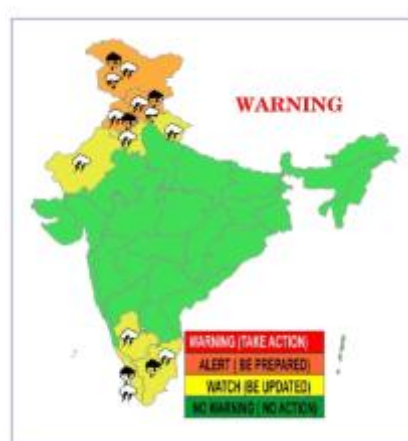 WARNING
WARNING (TAKE ACTION)
ALERT ( BE PREPARED)
WATCH (BE UPDATED)
NO WARNING ( NO ACTION)